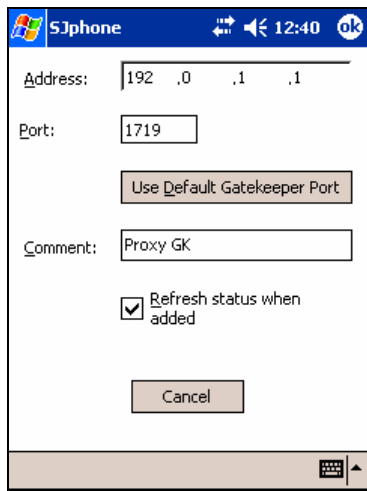 SJphone 12:40 ok
Address: 192 .0 .1 .1
Port: 1719
Use Default Gatekeeper Port
Comment: Proxy GK
Refresh status when
added
Cancel